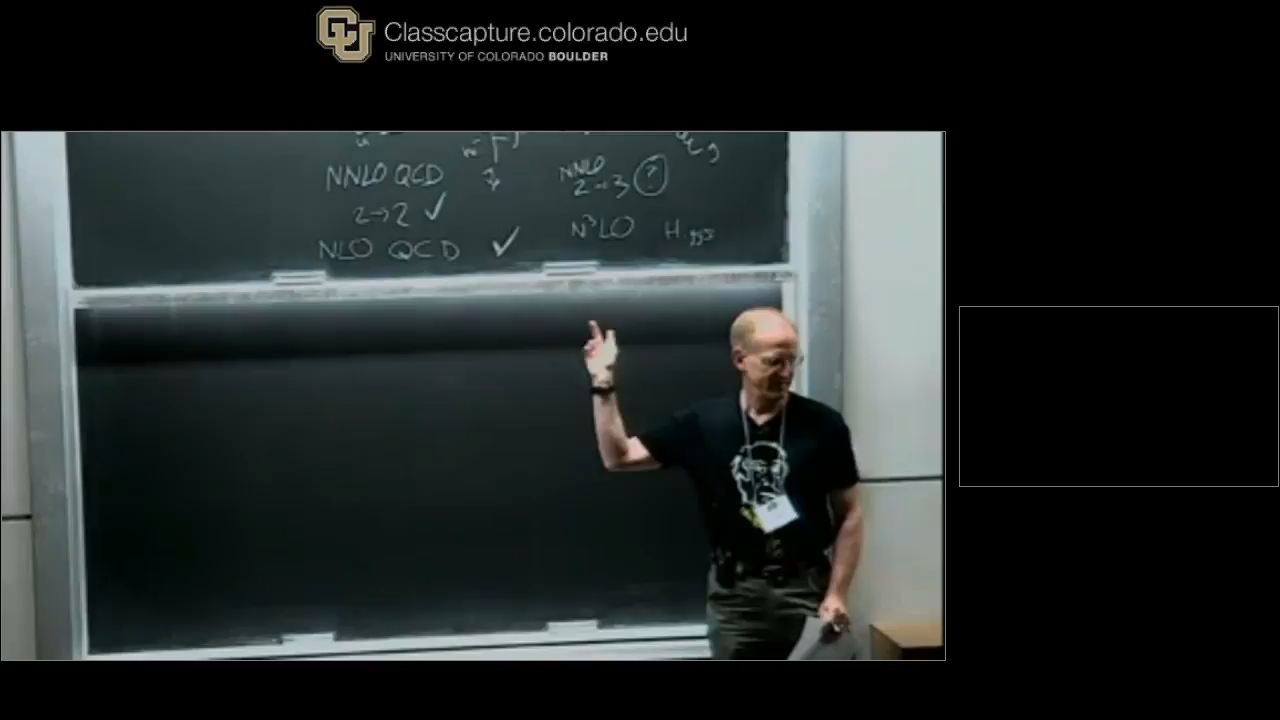 Classcapture.colorado.edu
UNIVERSITY OF COLORADO BOULDER
NNLO QCD
2→2 ✓
NLO QCD ✓
NNLO
2→3 ?
N³LO H